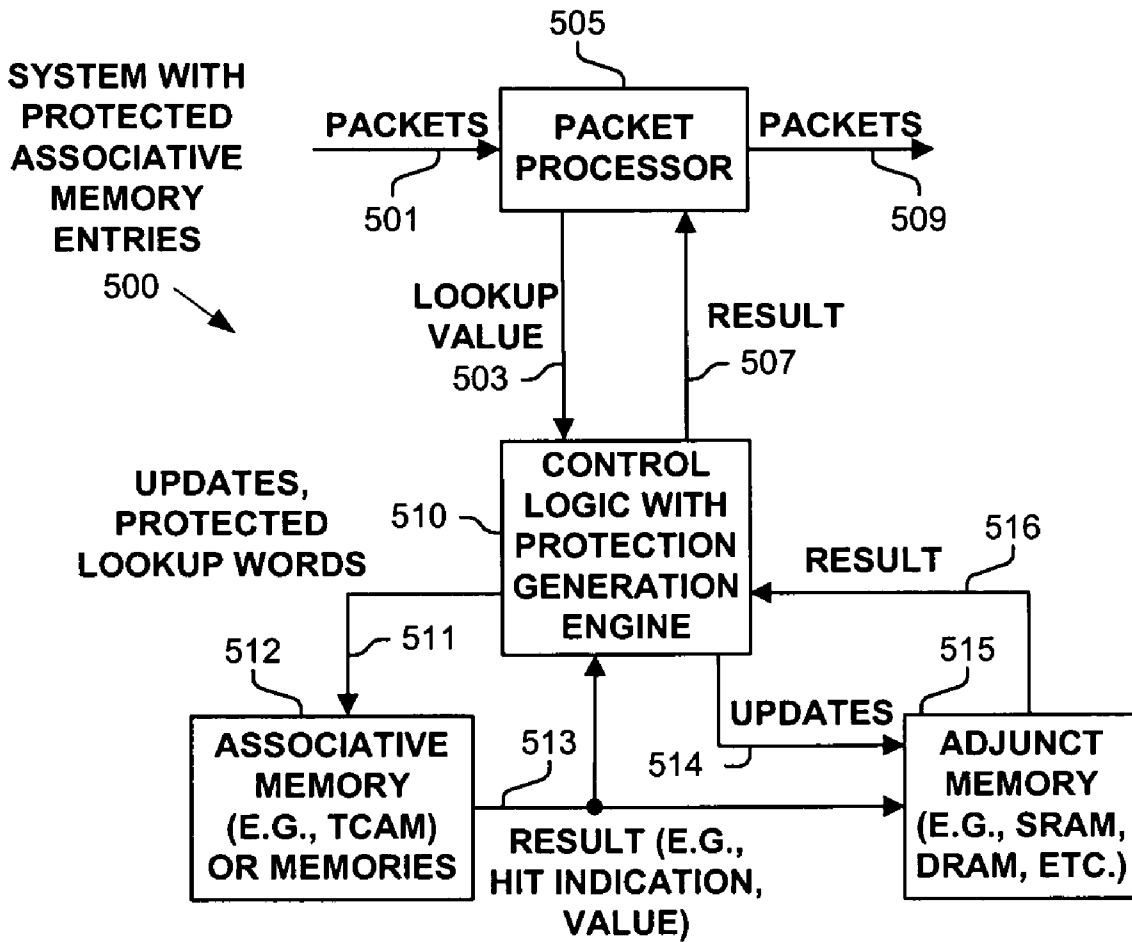 505
SYSTEM WITH
PROTECTED
ASSOCIATIVE
MEMORY
ENTRIES
500
PACKETS
501
PACKET
PROCESSOR
PACKETS
509
LOOKUP
VALUE
503
RESULT
507
UPDATES,
PROTECTED
LOOKUP WORDS
510
CONTROL
LOGIC WITH
PROTECTION
GENERATION
ENGINE
RESULT
516
511
512
515
ASSOCIATIVE
MEMORY
(E.G., TCAM)
OR MEMORIES
513
UPDATES
514
RESULT (E.G.,
HIT INDICATION,
VALUE)
ADJUNCT
MEMORY
(E.G., SRAM,
DRAM, ETC.)